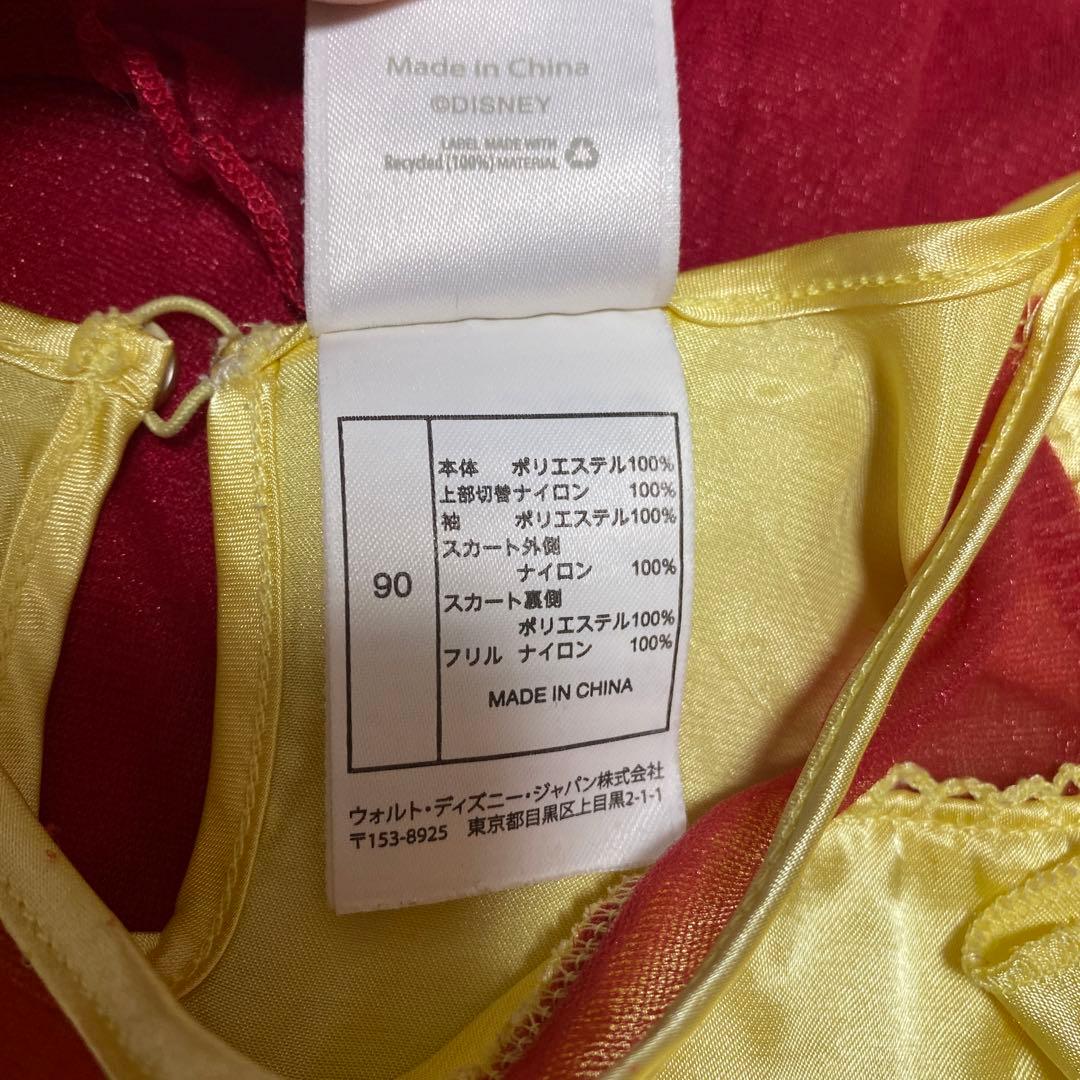 Made in China
©DISNEY
LABEL MADE WITH
Recycled (100%) MATERIAL
90
本体 ポリエステル100%
上部切替ナイロン 100%
袖 ポリエステル100%
スカート外側
ナイロン 100%
スカート裏側
ポリエステル100%
フリル ナイロン 100%
MADE IN CHINA
ウォルト・ディズニー・ジャパン株式会社
〒153-8925 東京都目黒区上目黒2-1-1